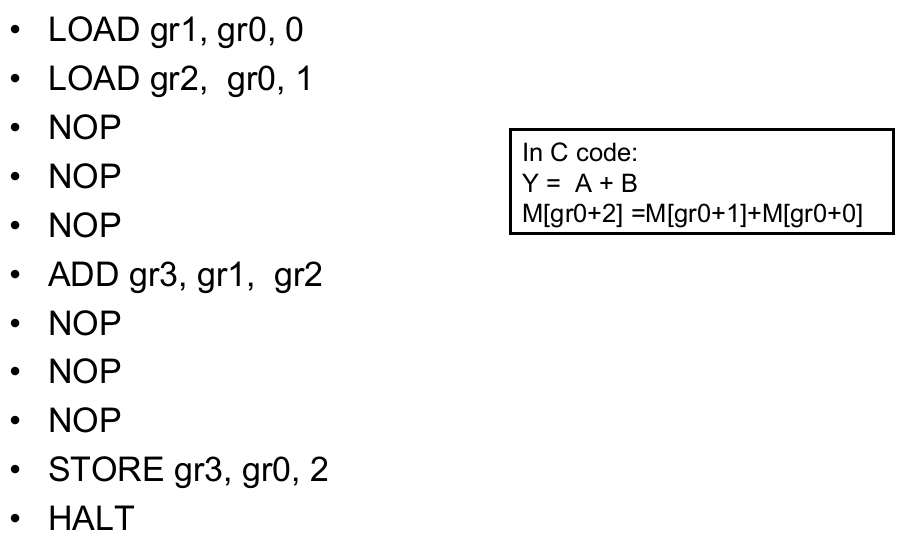 • LOAD gr1, gr0, 0
• LOAD gr2, gr0, 1
• NOP
• NOP
• NOP
• ADD gr3, gr1, gr2
• NOP
• NOP
• NOP
• STORE gr3, gr0, 2
• HALT
In C code:
Y = A + B
M[gr0+2] =M[gr0+1]+M[gr0+0]